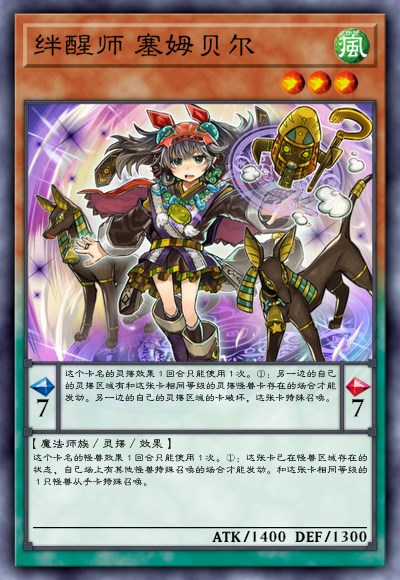 绊醒师 塞姆贝尔
風
这个卡名的灵摆效果1回合只能使用1次。①：另一边的自己
的灵摆区域有和这张卡相同等级的灵摆怪兽卡存在的场合才能
发动。另一边的自己的灵摆区域的卡破坏，这张卡特殊召唤。
7
7
【魔法师族/灵摆/效果】
这个卡名的怪兽效果1回合只能使用1次。①：这张卡已在怪兽区域存在的
状态，自己场上有其他怪兽特殊召唤的场合才能发动。和这张卡相同等级的
1只怪兽从手卡特殊召唤。
ATK/1400 DEF/1300